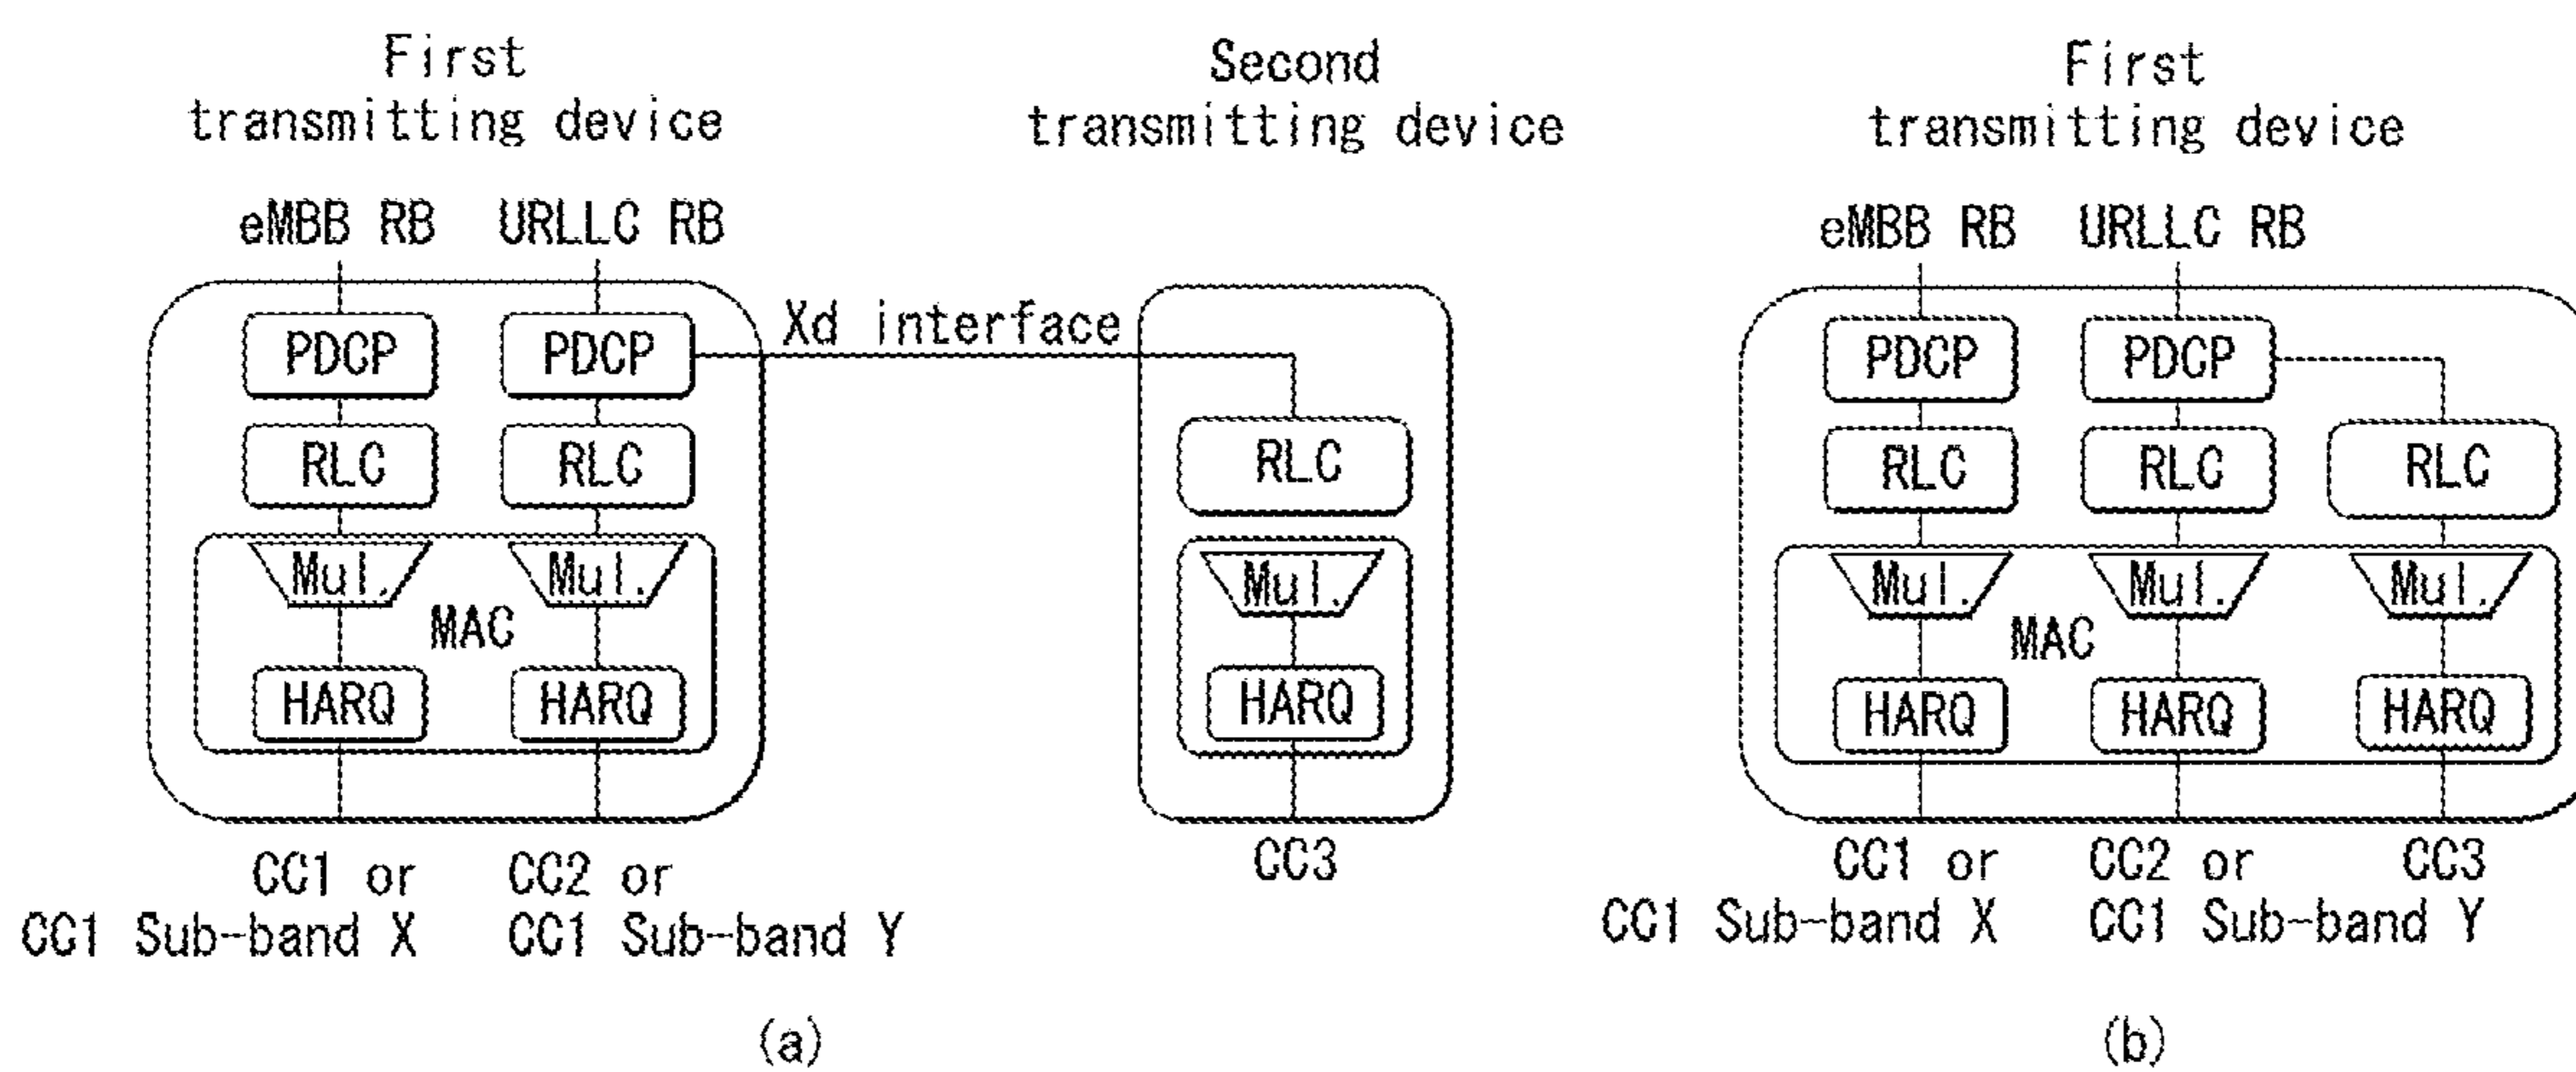 First
transmitting device
eMBB RB URLLC RB
PDCP PDCP
RLC RLC
Mul. Mul.
MAC
HARQ HARQ
CC1 or
CC1 Sub-band X
CC2 or
CC1 Sub-band Y
Xd interface
Second
transmitting device
RLC
Mul.
HARQ
CC3
(a)
First
transmitting device
eMBB RB URLLC RB
PDCP PDCP
RLC RLC RLC
Mul. Mul. Mul.
MAC
HARQ HARQ HARQ
CC1 or
CC1 Sub-band X
CC2 or
CC1 Sub-band Y
CC3
(b)